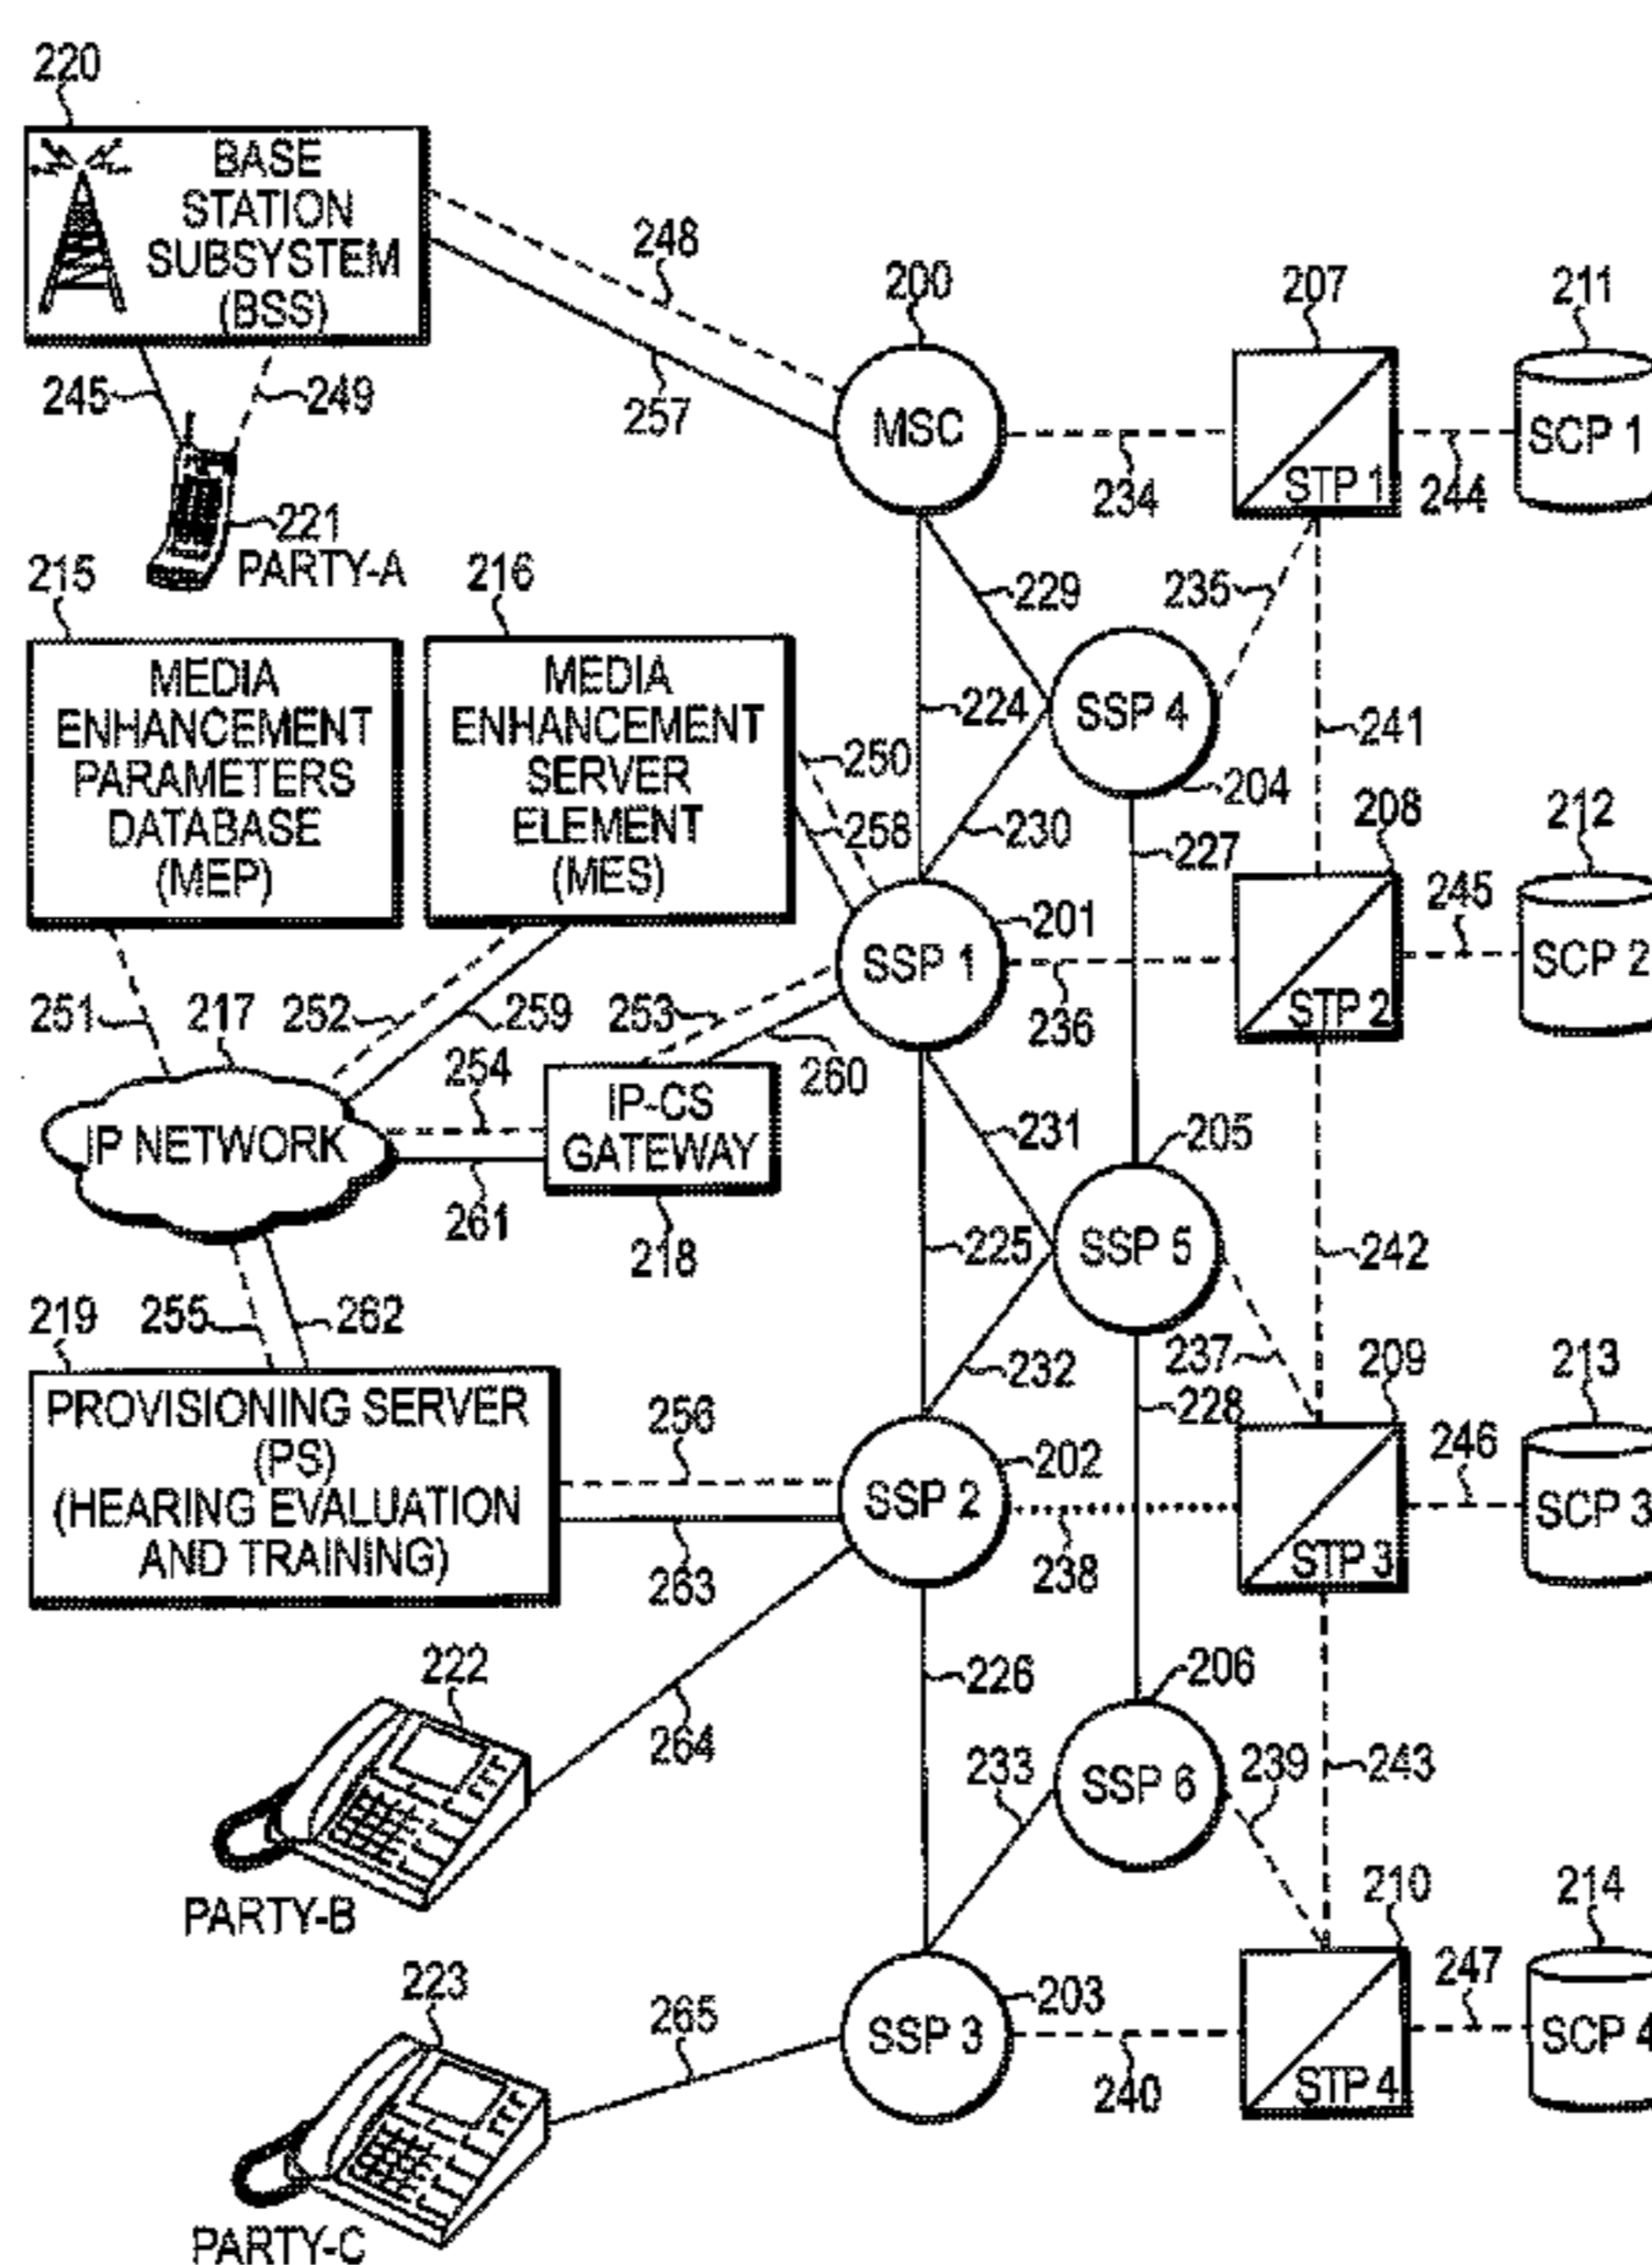 220
BASE
STATION
SUBSYSTEM
(BSS)
248
257
200
MSC
207
STP 1
211
SCP 1
234
244
245
249
221
PARTY-A
215
MEDIA
ENHANCEMENT
PARAMETERS
DATABASE
(MEP)
216
MEDIA
ENHANCEMENT
SERVER
ELEMENT
(MES)
229
235
224
SSP 4
204
241
250
258
230
227
208
STP 2
245
212
SCP 2
201
SSP 1
236
251
217
252
259
253
254
260
IP NETWORK
IP-CS
GATEWAY
261
218
231
205
225
SSP 5
242
219
255
262
232
237
209
213
PROVISIONING SERVER
(PS)
(HEARING EVALUATION
AND TRAINING)
256
263
202
SSP 2
228
238
STP 3
246
SCP 3
222
264
226
206
233
SSP 6
239
243
PARTY-B
210
STP 4
214
247
SCP 4
223
265
203
SSP 3
240
PARTY-C